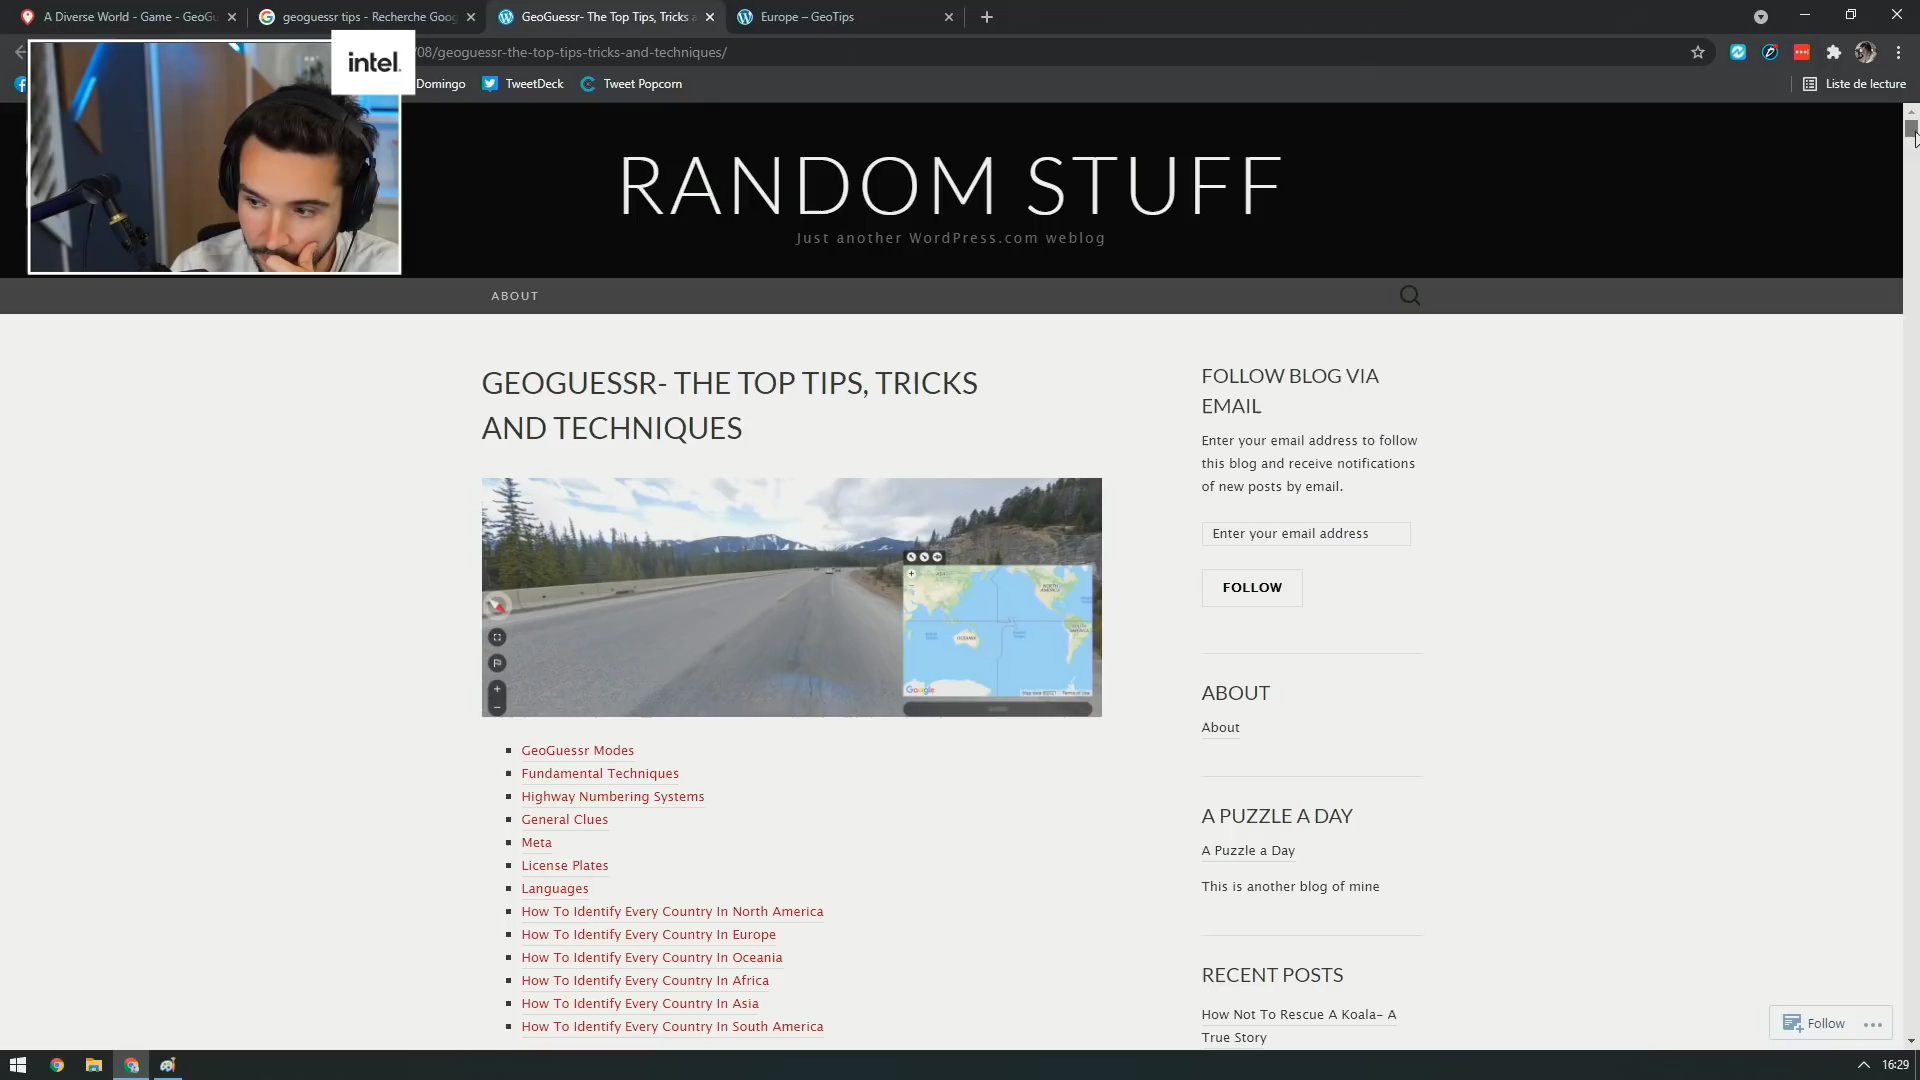 A Diverse World - Game - GeoGu
geoguessr tips - Recherche Goog
GeoGuessr- The Top Tips, Tricks a
Europe – GeoTips
/08/geoguessr-the-top-tips-tricks-and-techniques/
intel.
Domingo
TweetDeck
Tweet Popcorn
Liste de lecture
RANDOM STUFF
Just another WordPress.com weblog
ABOUT
GEOGUESSR- THE TOP TIPS, TRICKS
AND TECHNIQUES
Google
GeoGuessr Modes
Fundamental Techniques
Highway Numbering Systems
General Clues
Meta
License Plates
Languages
How To Identify Every Country In North America
How To Identify Every Country In Europe
How To Identify Every Country In Oceania
How To Identify Every Country In Africa
How To Identify Every Country In Asia
How To Identify Every Country In South America
FOLLOW BLOG VIA
EMAIL
Enter your email address to follow
this blog and receive notifications
of new posts by email.
Enter your email address
FOLLOW
ABOUT
About
A PUZZLE A DAY
A Puzzle a Day
This is another blog of mine
RECENT POSTS
How Not To Rescue A Koala– A
True Story
Follow
16:29